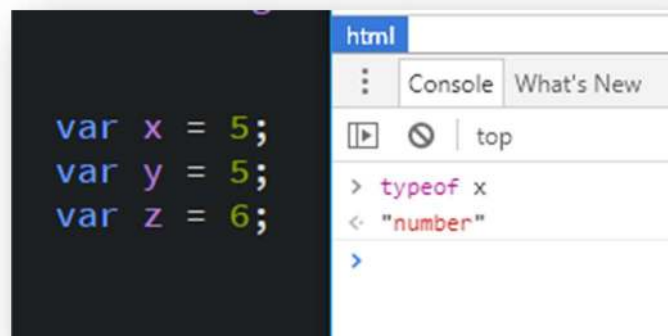 var x = 5;
var y = 5;
var z = 6;
html
Console What's New
top
> typeof x
"number"
>